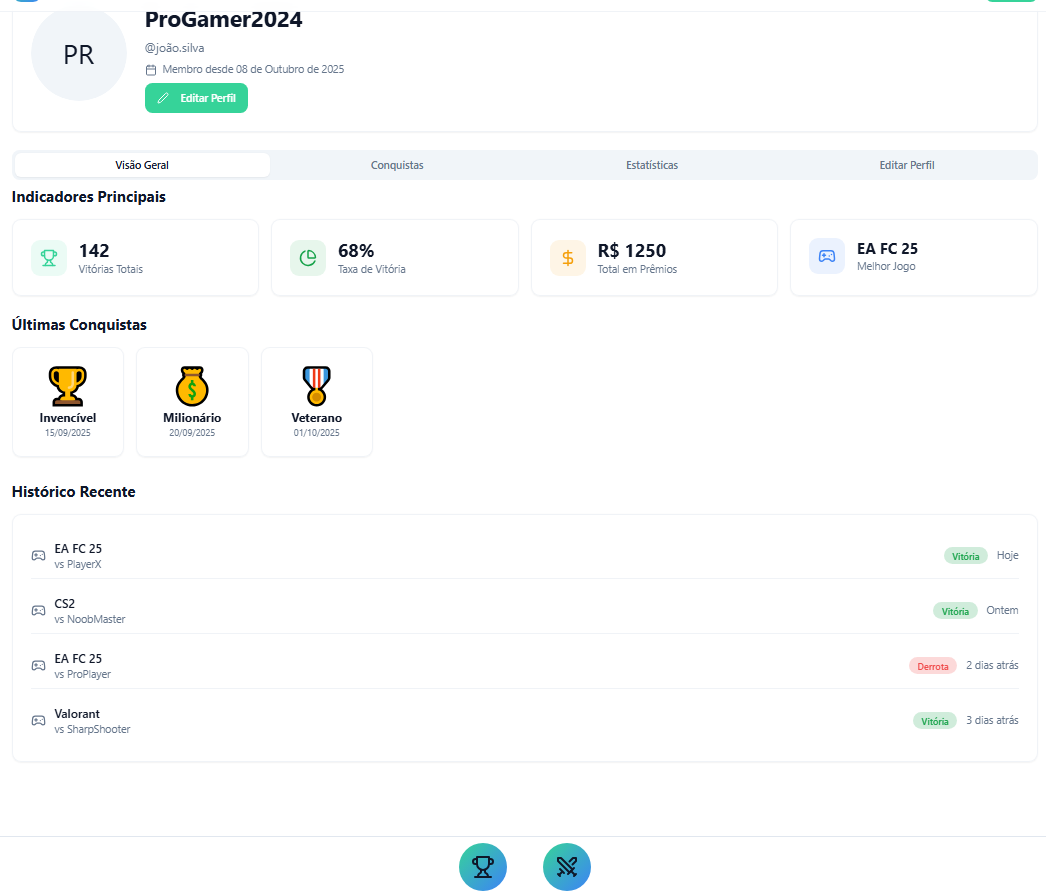 ProGamer2024
PR
@joão.silva
Membro desde 08 de Outubro de 2025
Editar Perfil
Visão Geral
Conquistas
Estatísticas
Editar Perfil
Indicadores Principais
142
Vitórias Totais
68%
Taxa de Vitória
R$ 1250
Total em Prêmios
EA FC 25
Melhor Jogo
Últimas Conquistas
Invencível
15/09/2025
$
Milionário
20/09/2025
Veterano
01/10/2025
Histórico Recente
EA FC 25
vs PlayerX
Vitória
Hoje
CS2
vs NoobMaster
Vitória
Ontem
EA FC 25
vs ProPlayer
Derrota
2 dias atrás
Valorant
vs SharpShooter
Vitória
3 dias atrás